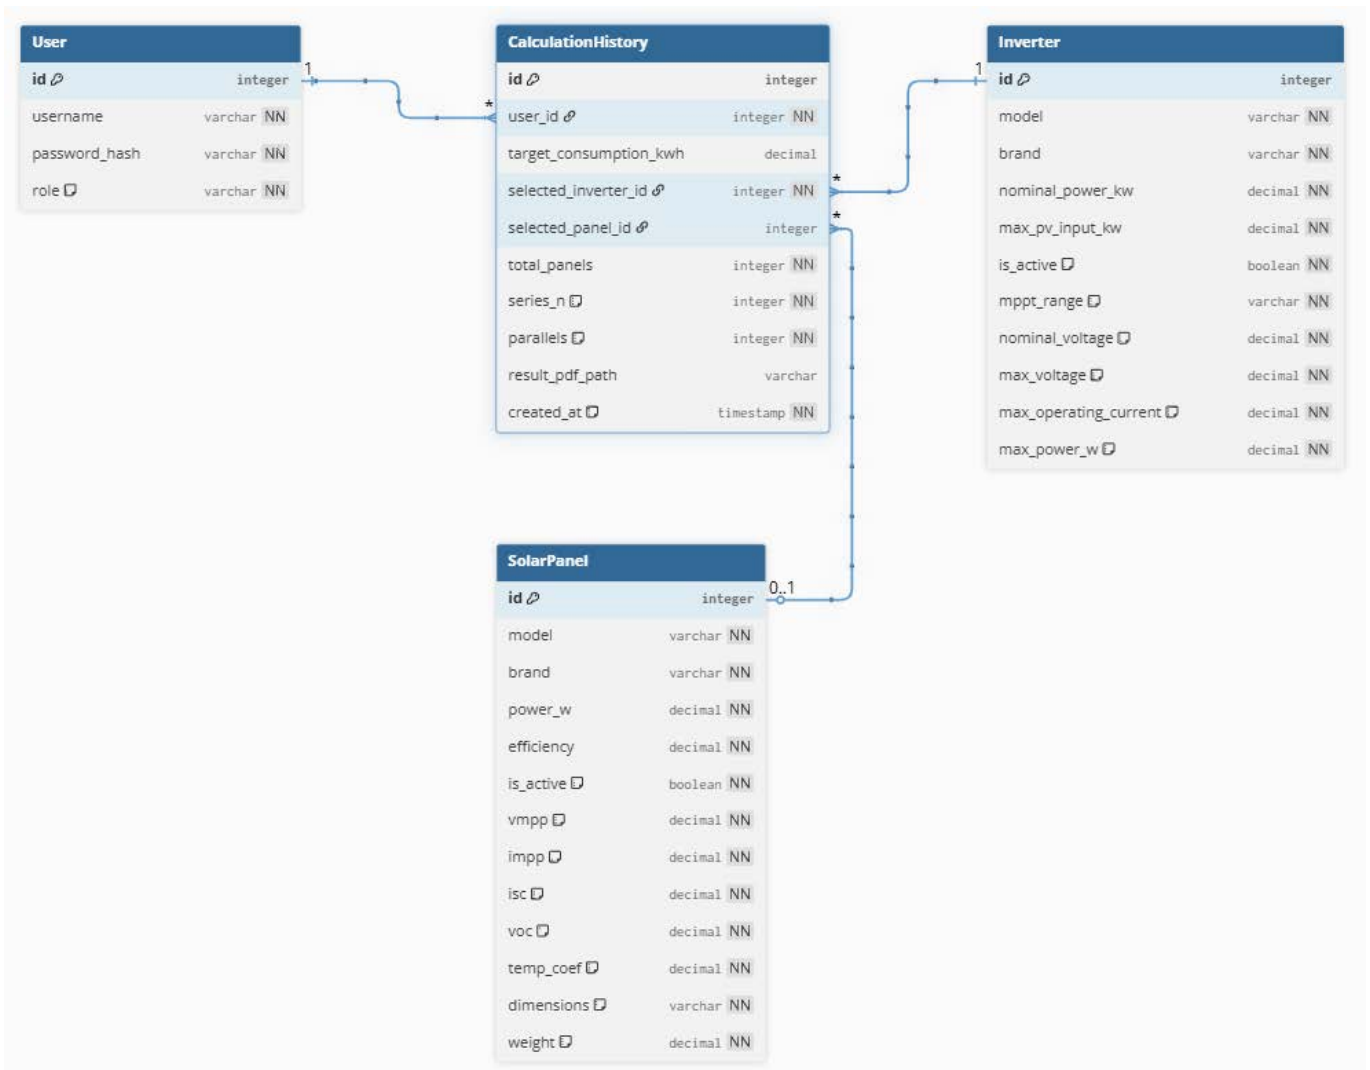 User
id integer
username varchar NN
password_hash varchar NN
role varchar NN
1
*
CalculationHistory
id integer
user_id integer NN
target_consumption_kwh decimal
selected_inverter_id integer NN
selected_panel_id integer
total_panels integer NN
series_n integer NN
parallels integer NN
result_pdf_path varchar
created_at timestamp NN
*
*
1
Inverter
id integer
model varchar NN
brand varchar NN
nominal_power_kw decimal NN
max_pv_input_kw decimal NN
is_active boolean NN
mppt_range varchar NN
nominal_voltage decimal NN
max_voltage decimal NN
max_operating_current decimal NN
max_power_w decimal NN
SolarPanel
0..1
id integer
model varchar NN
brand varchar NN
power_w decimal NN
efficiency decimal NN
is_active boolean NN
vmpp decimal NN
impp decimal NN
isc decimal NN
voc decimal NN
temp_coef decimal NN
dimensions varchar NN
weight decimal NN